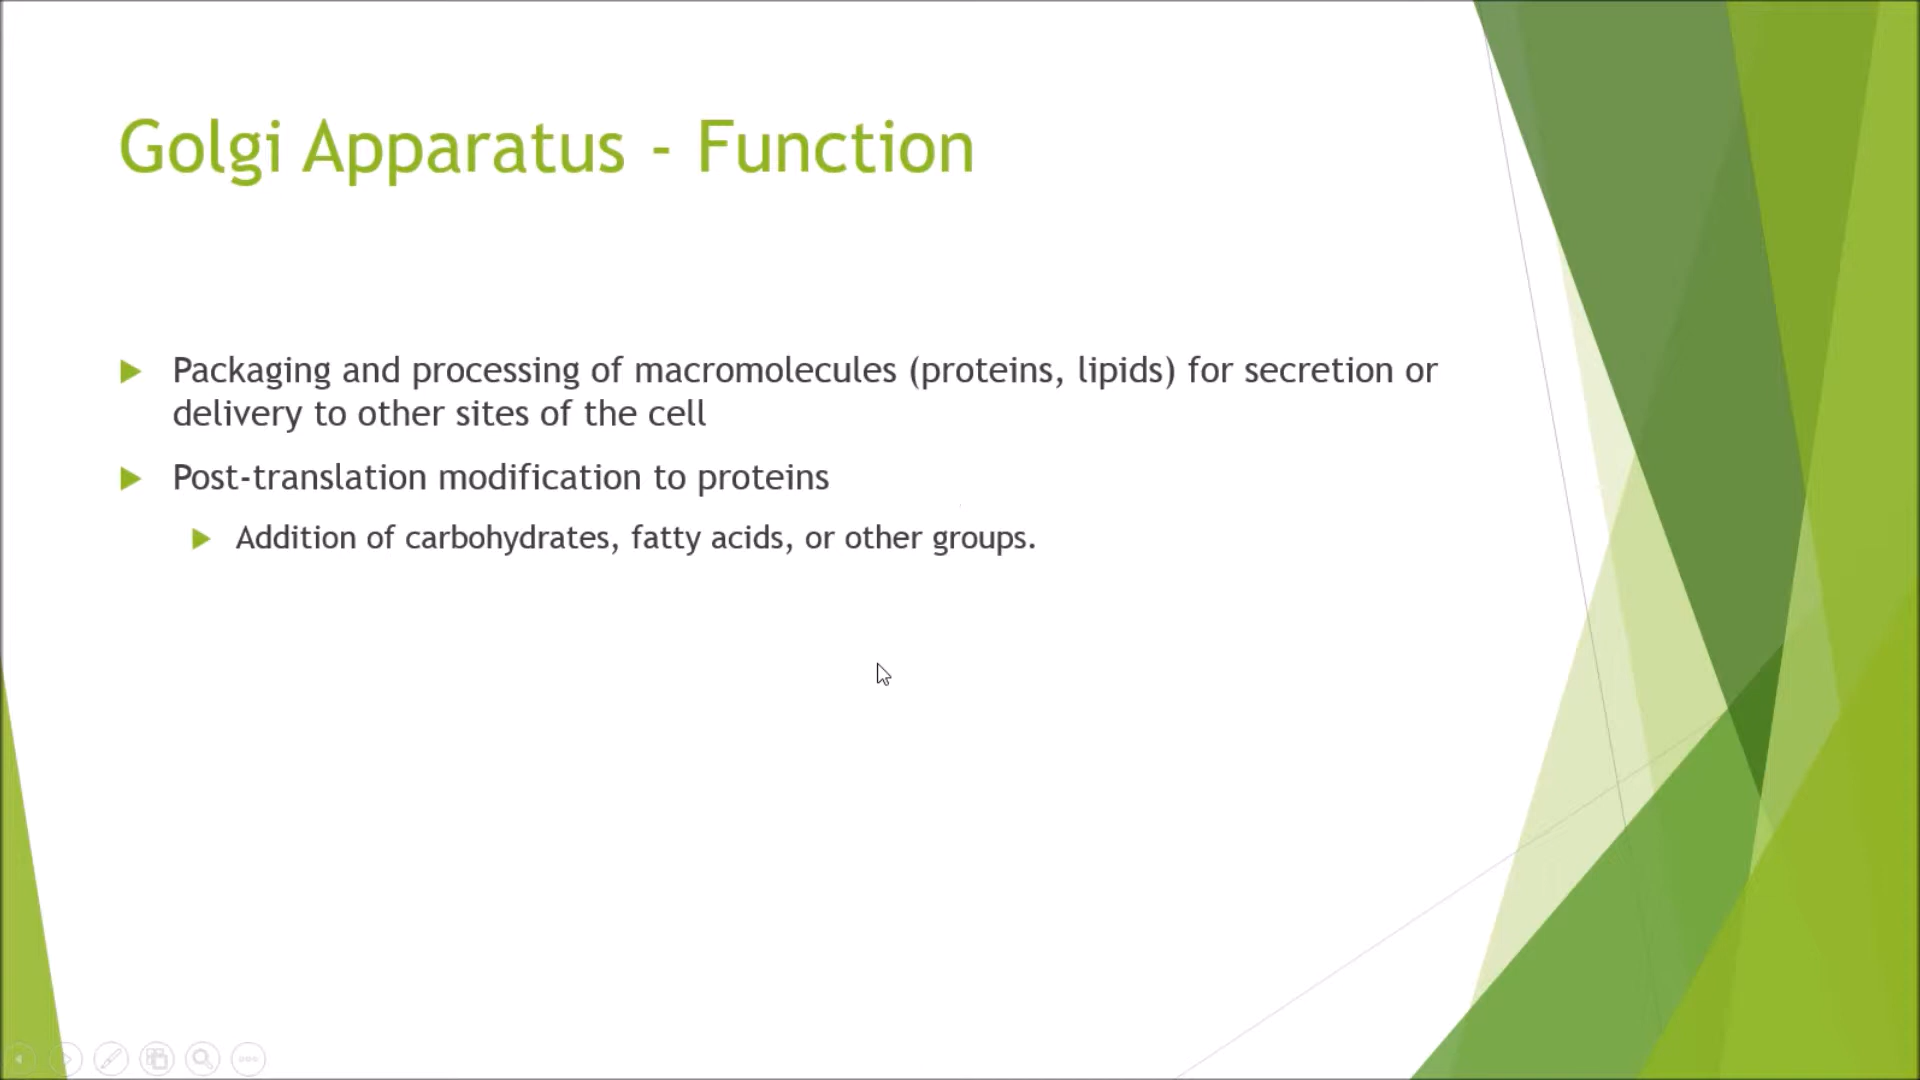 Golgi Apparatus - Function
Packaging and processing of macromolecules (proteins, lipids) for secretion or
delivery to other sites of the cell
Post-translation modification to proteins
Addition of carbohydrates, fatty acids, or other groups.